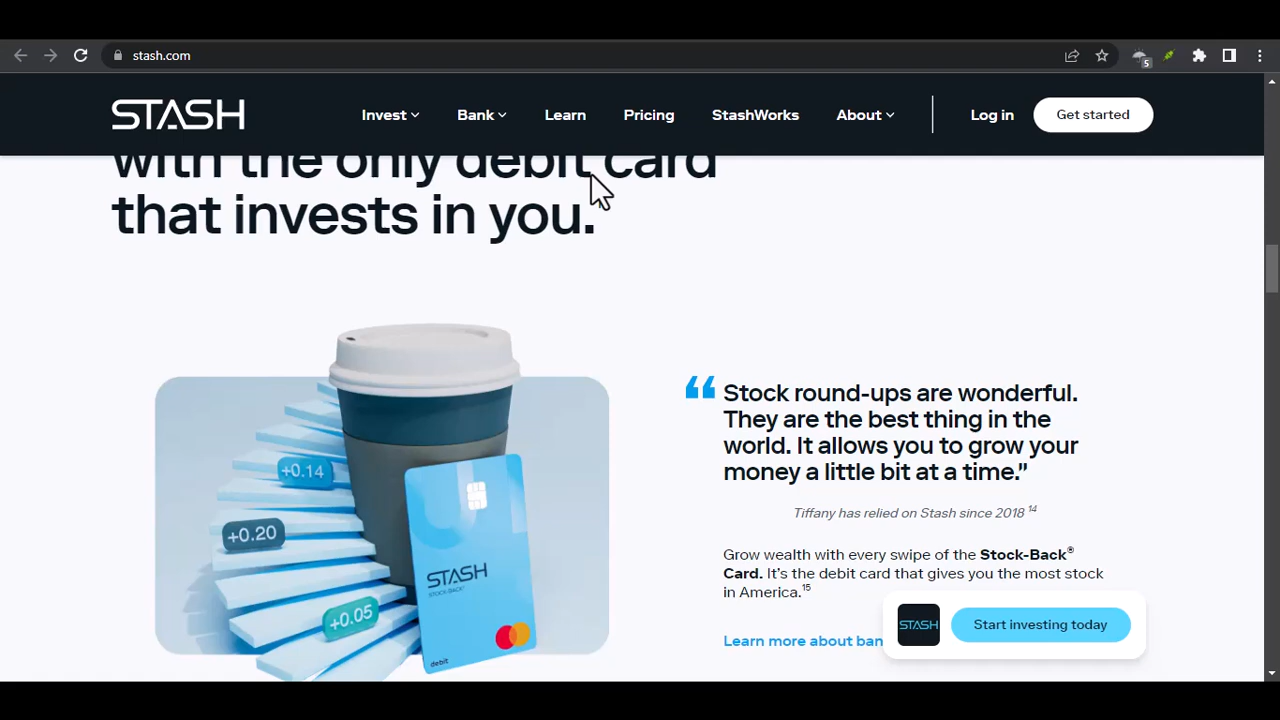 stash.com
5
STASH
Invest
Bank
Learn
Pricing
StashWorks
About
Log in
Get started
with the only debit card
that invests in you.
+0.14
+0.20
+0.05
STASH
STOCK-BACK
debit
“Stock round-ups are wonderful.
They are the best thing in the
world. It allows you to grow your
money a little bit at a time.”
Tiffany has relied on Stash since 2018 14
Grow wealth with every swipe of the Stock-Back®
Card. It’s the debit card that gives you the most stock
in America.15
Learn more about ban
STASH
Start investing today